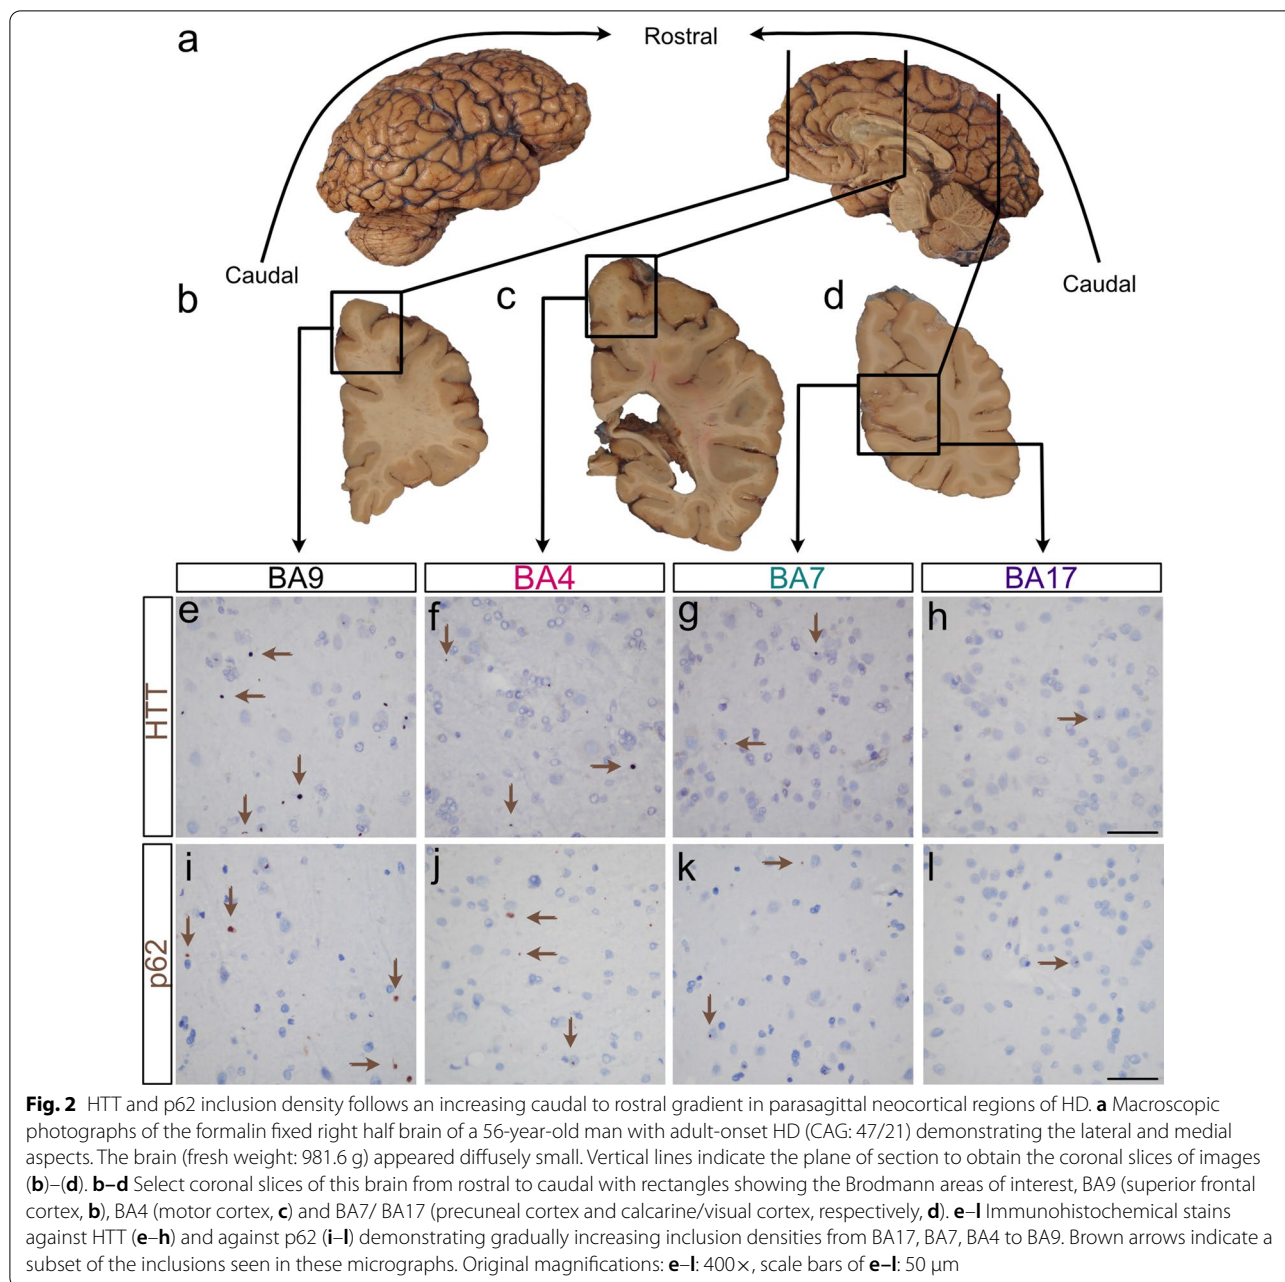 a
Rostral
Caudal
Caudal
b
c
d
BA9
BA4
BA7
BA17
HTT
e
f
g
h
p62
i
j
k
l
Fig. 2 HTT and p62 inclusion density follows an increasing caudal to rostral gradient in parasagittal neocortical regions of HD. a Macroscopic
photographs of the formalin fixed right half brain of a 56-year-old man with adult-onset HD (CAG: 47/21) demonstrating the lateral and medial
aspects. The brain (fresh weight: 981.6 g) appeared diffusely small. Vertical lines indicate the plane of section to obtain the coronal slices of images
(b)–(d). b–d Select coronal slices of this brain from rostral to caudal with rectangles showing the Brodmann areas of interest, BA9 (superior frontal
cortex, b), BA4 (motor cortex, c) and BA7/ BA17 (precuneal cortex and calcarine/visual cortex, respectively, d). e–l Immunohistochemical stains
against HTT (e–h) and against p62 (i–l) demonstrating gradually increasing inclusion densities from BA17, BA7, BA4 to BA9. Brown arrows indicate a
subset of the inclusions seen in these micrographs. Original magnifications: e–l: 400×, scale bars of e–l: 50 μm